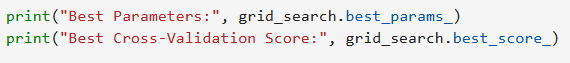 print("Best Parameters:", grid_search.best_params_)
print("Best Cross-Validation Score:", grid_search.best_score_)